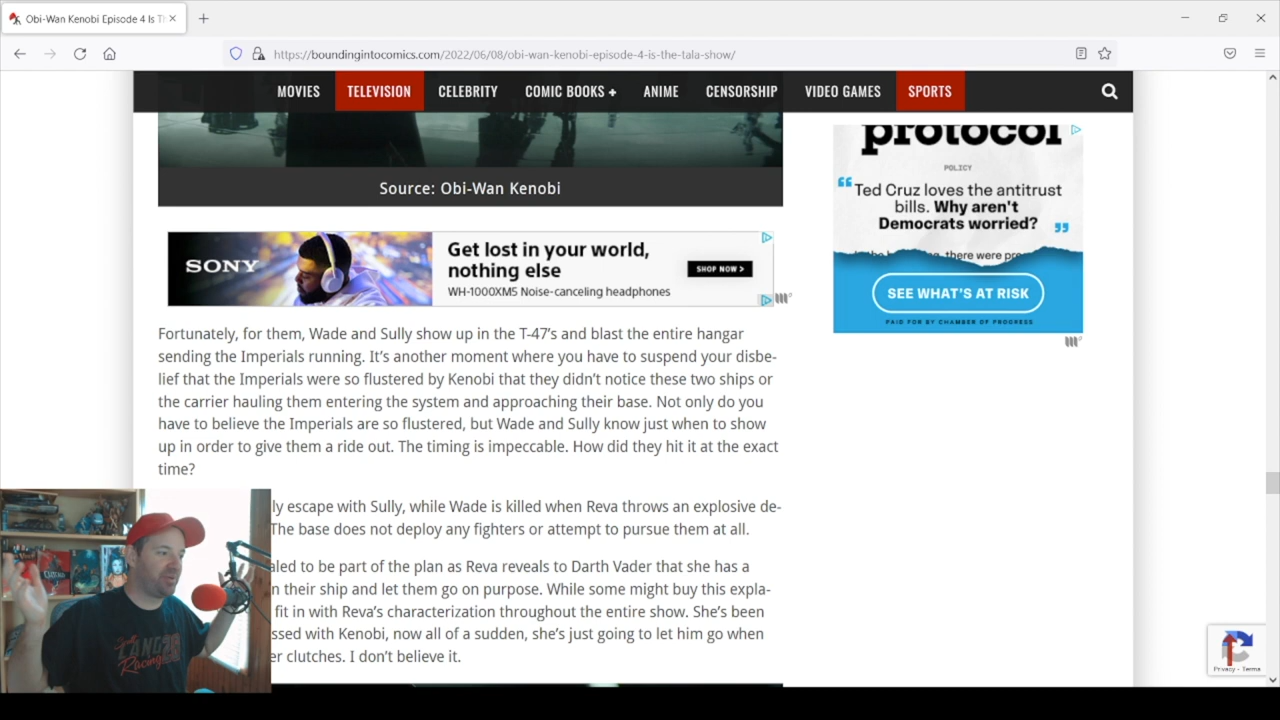 Obi-Wan Kenobi Episode 4 Is Th
https://boundingintocomics.com/2022/06/08/obi-wan-kenobi-episode-4-is-the-tala-show/
MOVIES TELEVISION CELEBRITY COMIC BOOKS + ANIME CENSORSHIP VIDEO GAMES SPORTS
Source: Obi-Wan Kenobi
SONY
Get lost in your world,
nothing else
WH-1000XM5 Noise-canceling headphones
SHOP NOW >
Fortunately, for them, Wade and Sully show up in the T-47’s and blast the entire hangar
sending the Imperials running. It’s another moment where you have to suspend your disbe-
lief that the Imperials were so flustered by Kenobi that they didn’t notice these two ships or
the carrier hauling them entering the system and approaching their base. Not only do you
have to believe the Imperials are so flustered, but Wade and Sully know just when to show
up in order to give them a ride out. The timing is impeccable. How did they hit it at the exact
time?
ly escape with Sully, while Wade is killed when Reva throws an explosive de-
The base does not deploy any fighters or attempt to pursue them at all.
aled to be part of the plan as Reva reveals to Darth Vader that she has a
n their ship and let them go on purpose. While some might buy this expla-
fit in with Reva’s characterization throughout the entire show. She’s been
ssed with Kenobi, now all of a sudden, she’s just going to let him go when
er clutches. I don’t believe it.
protocol
POLICY
“Ted Cruz loves the antitrust
bills. Why aren't
Democrats worried?”
there were pre
SEE WHAT'S AT RISK
PAID FOR BY CHAMBER OF PROGRESS
Privacy - Terms